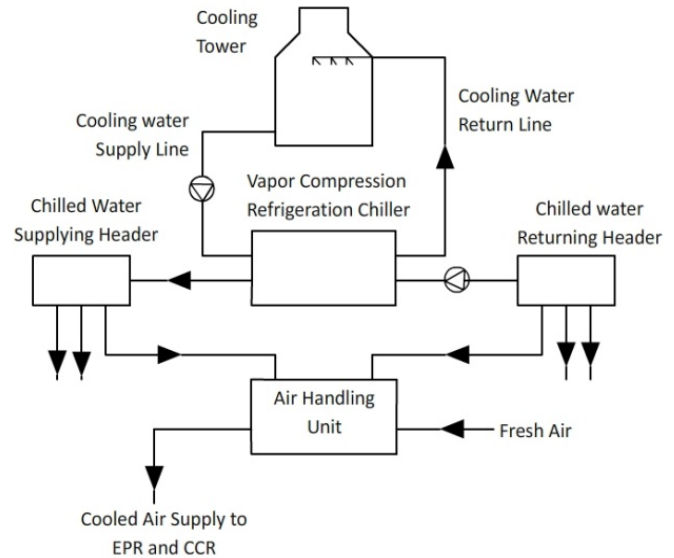 Cooling
Tower
Cooling Water
Return Line
Cooling water
Supply Line
Vapor Compression
Refrigeration Chiller
Chilled Water
Supplying Header
Chilled water
Returning Header
Air Handling
Unit
Fresh Air
Cooled Air Supply to
EPR and CCR